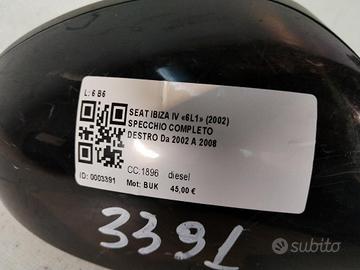 L: 6 B6
SEAT IBIZA IV «6L1» (2002)
SPECCHIO COMPLETO
DESTRO Da 2002 A 2008
CC:1896 diesel
ID: 0003391 Mot: BUK 45,00 €
3391
subito